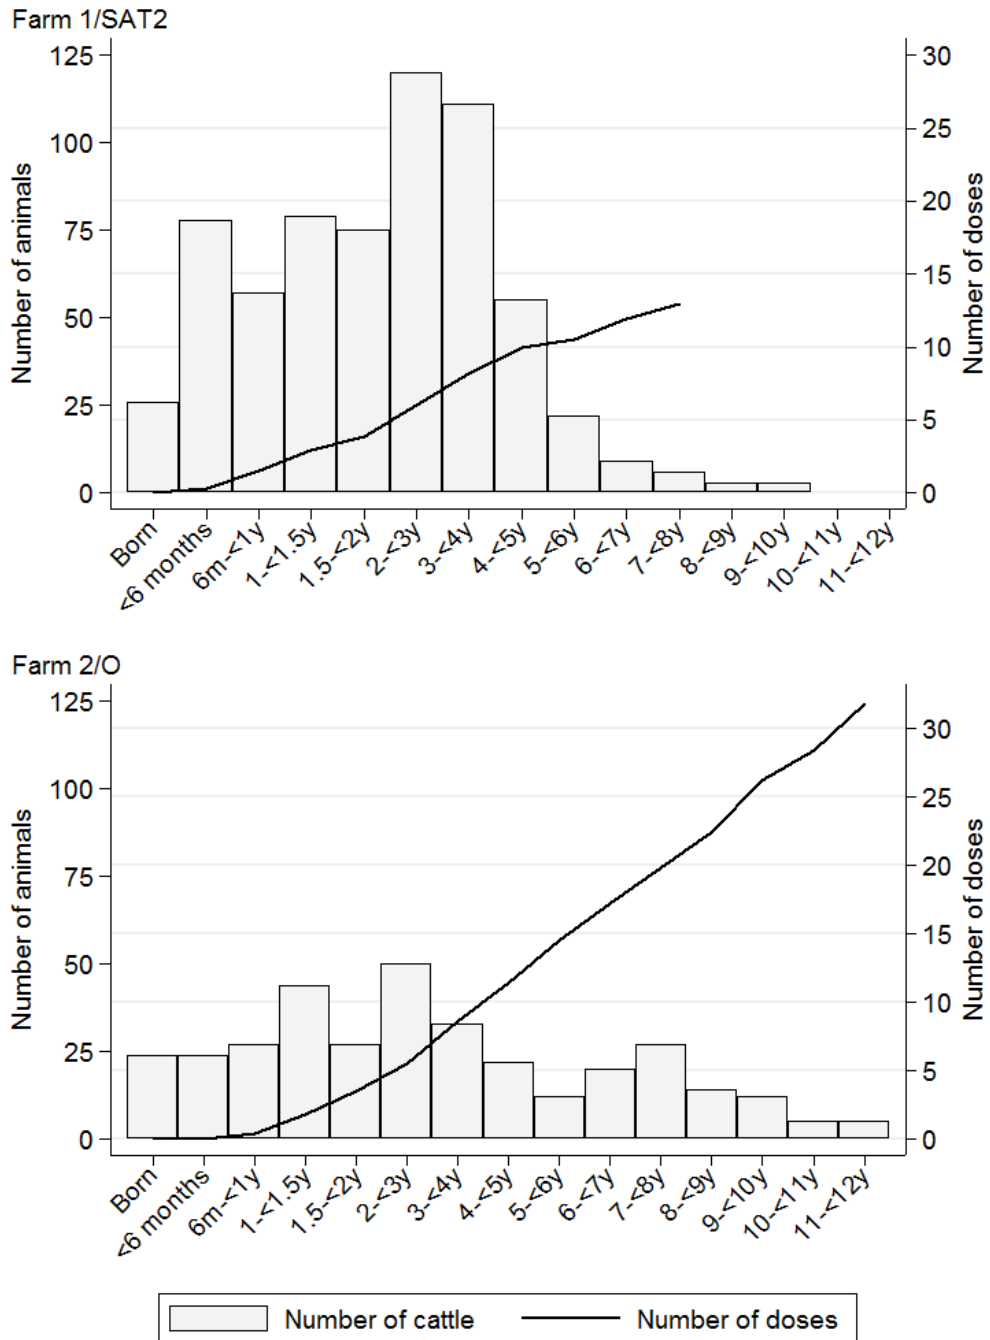 Farm 1/SAT2
Number of animals
125
100
75
50
25
0
30
25
20
15
10
5
0
Number of doses
Born
<6 months
6m-<1y
1-<1.5y
1.5-<2y
2-<3y
3-<4y
4-<5y
5-<6y
6-<7y
7-<8y
8-<9y
9-<10y
10-<11y
11-<12y
Farm 2/O
Number of animals
125
100
75
50
25
0
30
25
20
15
10
5
0
Number of doses
Born
<6 months
6m-<1y
1-<1.5y
1.5-<2y
2-<3y
3-<4y
4-<5y
5-<6y
6-<7y
7-<8y
8-<9y
9-<10y
10-<11y
11-<12y
Number of cattle
Number of doses